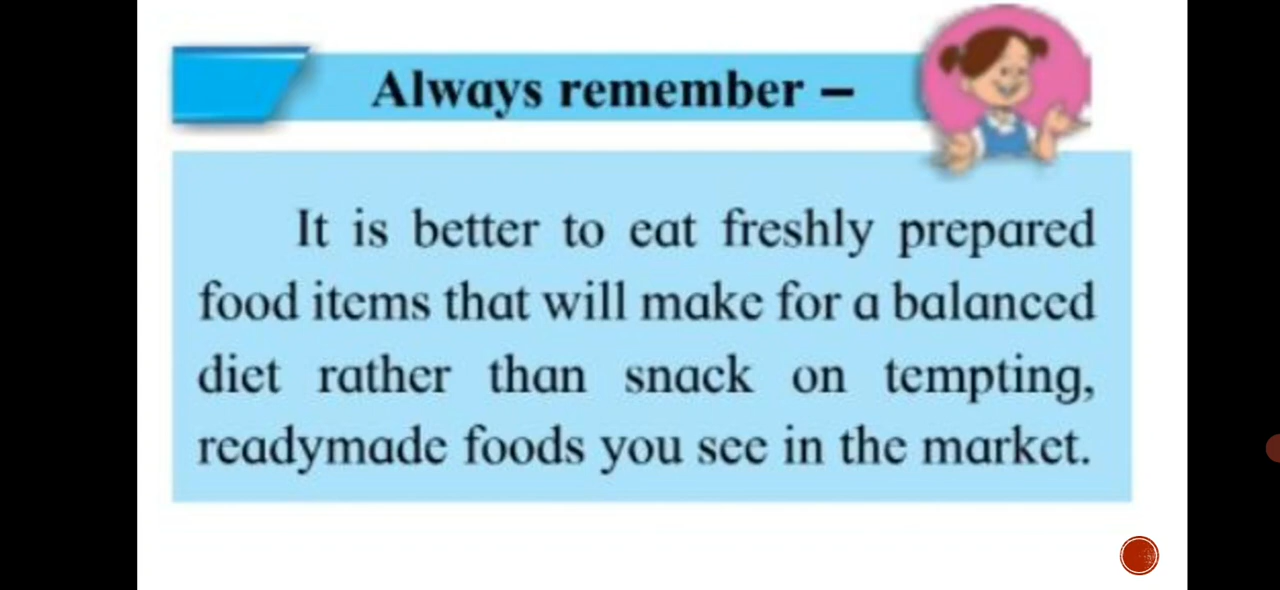 Always remember –
It is better to eat freshly prepared
food items that will make for a balanced
diet rather than snack on tempting,
readymade foods you see in the market.